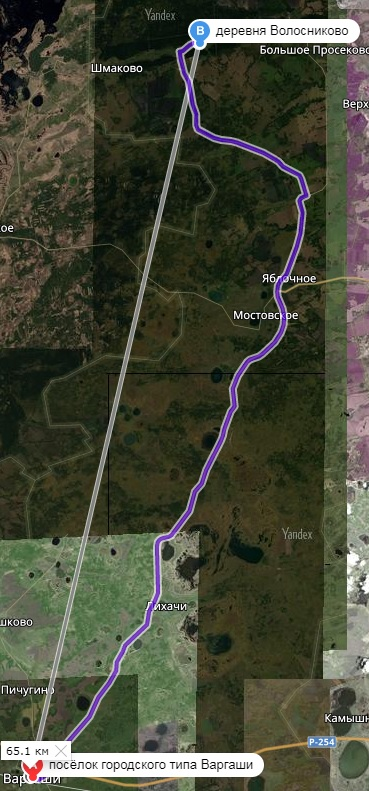 Yandex
деревня Волосниково
Большое Просеково
Шмаково
Верх
ое
Яблочное
Мостовское
Yandex
Лихачи
шково
Пичугино
Камышн
65.1 км
Р-254
посёлок городского типа Варгаши